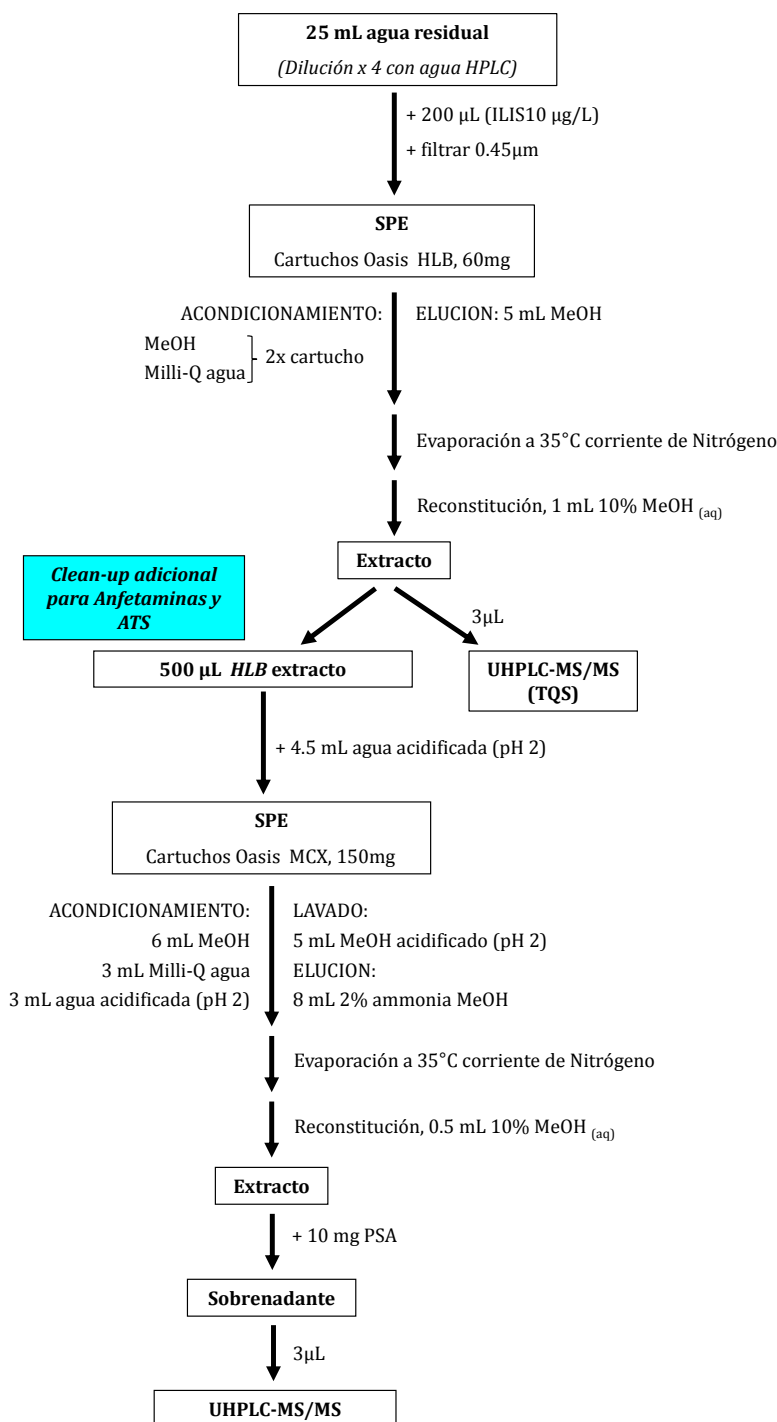 25 mL agua residual
(Dilución x 4 con agua HPLC)
+ 200 µL (ILIS10 µg/L)
+ filtrar 0.45µm
SPE
Cartuchos Oasis HLB, 60mg
ACONDICIONAMIENTO:
MeOH
Milli-Q agua
2x cartucho
ELUCION: 5 mL MeOH
Evaporación a 35°C corriente de Nitrógeno
Reconstitución, 1 mL 10% MeOH (aq)
Extracto
Clean-up adicional
para Anfetaminas y
ATS
3µL
500 µL HLB extracto
UHPLC-MS/MS
(TQS)
+ 4.5 mL agua acidificada (pH 2)
SPE
Cartuchos Oasis MCX, 150mg
ACONDICIONAMIENTO:
6 mL MeOH
3 mL Milli-Q agua
3 mL agua acidificada (pH 2)
LAVADO:
5 mL MeOH acidificado (pH 2)
ELUCION:
8 mL 2% ammonia MeOH
Evaporación a 35°C corriente de Nitrógeno
Reconstitución, 0.5 mL 10% MeOH (aq)
Extracto
+ 10 mg PSA
Sobrenadante
3µL
UHPLC-MS/MS